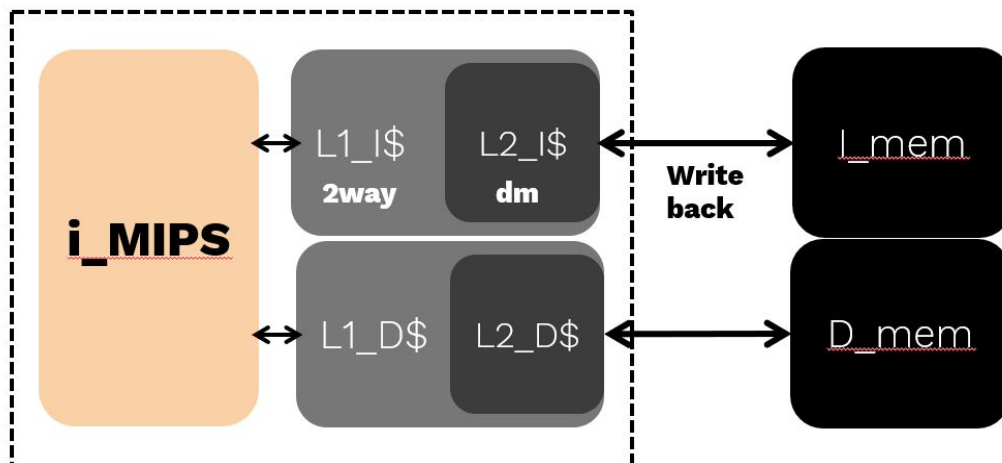 i_MIPS
L1_I$
2way
L2_I$
dm
Write
back
I_mem
L1_D$
L2_D$
D_mem